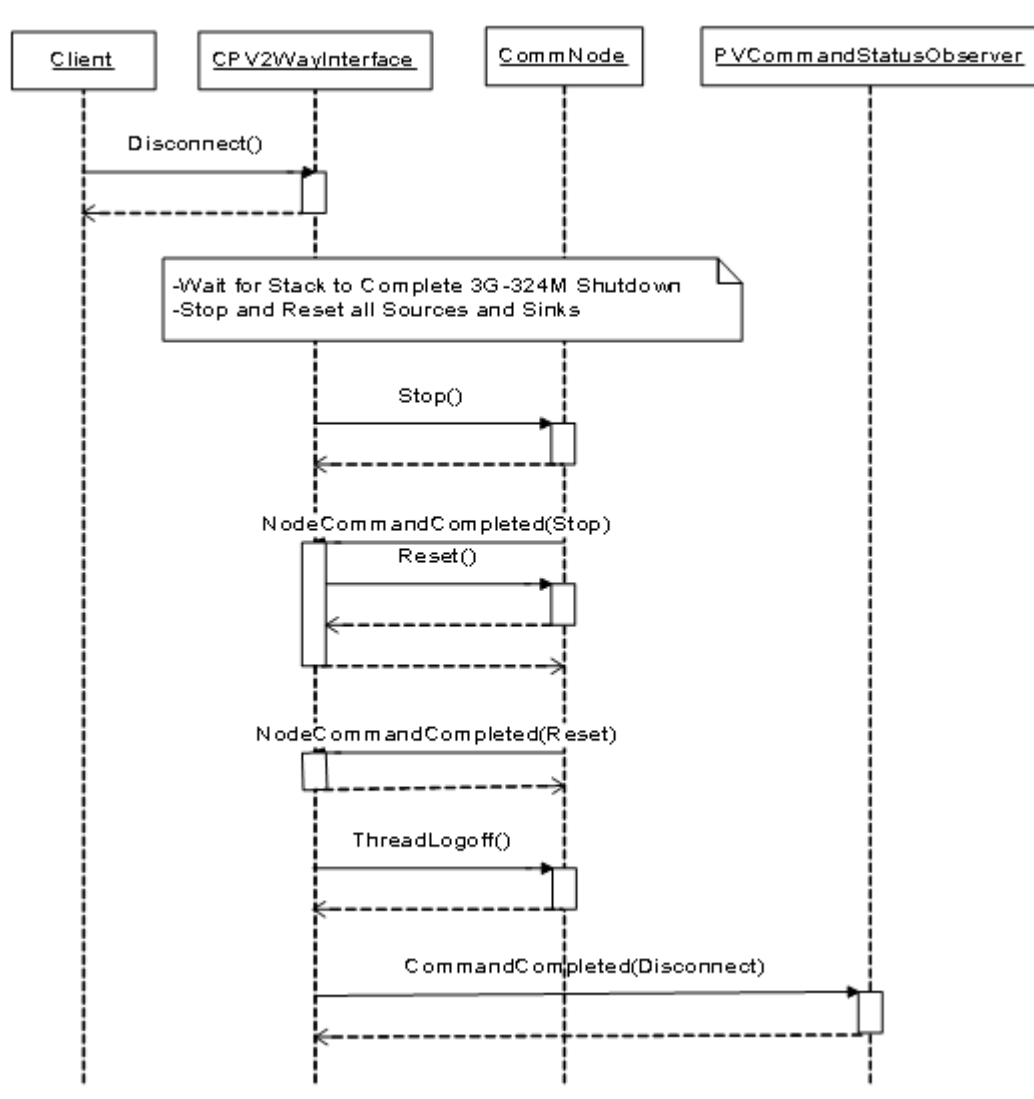 Client
CPV2WayInterface
CommNode
PVCommandStatusObserver
Disconnect()
-Wait for Stack to Complete 3G-324M Shutdown
-Stop and Reset all Sources and Sinks
Stop()
NodeCommandCompleted(Stop)
Reset()
NodeCommandCompleted(Reset)
ThreadLogoff()
CommandCompleted(Disconnect)